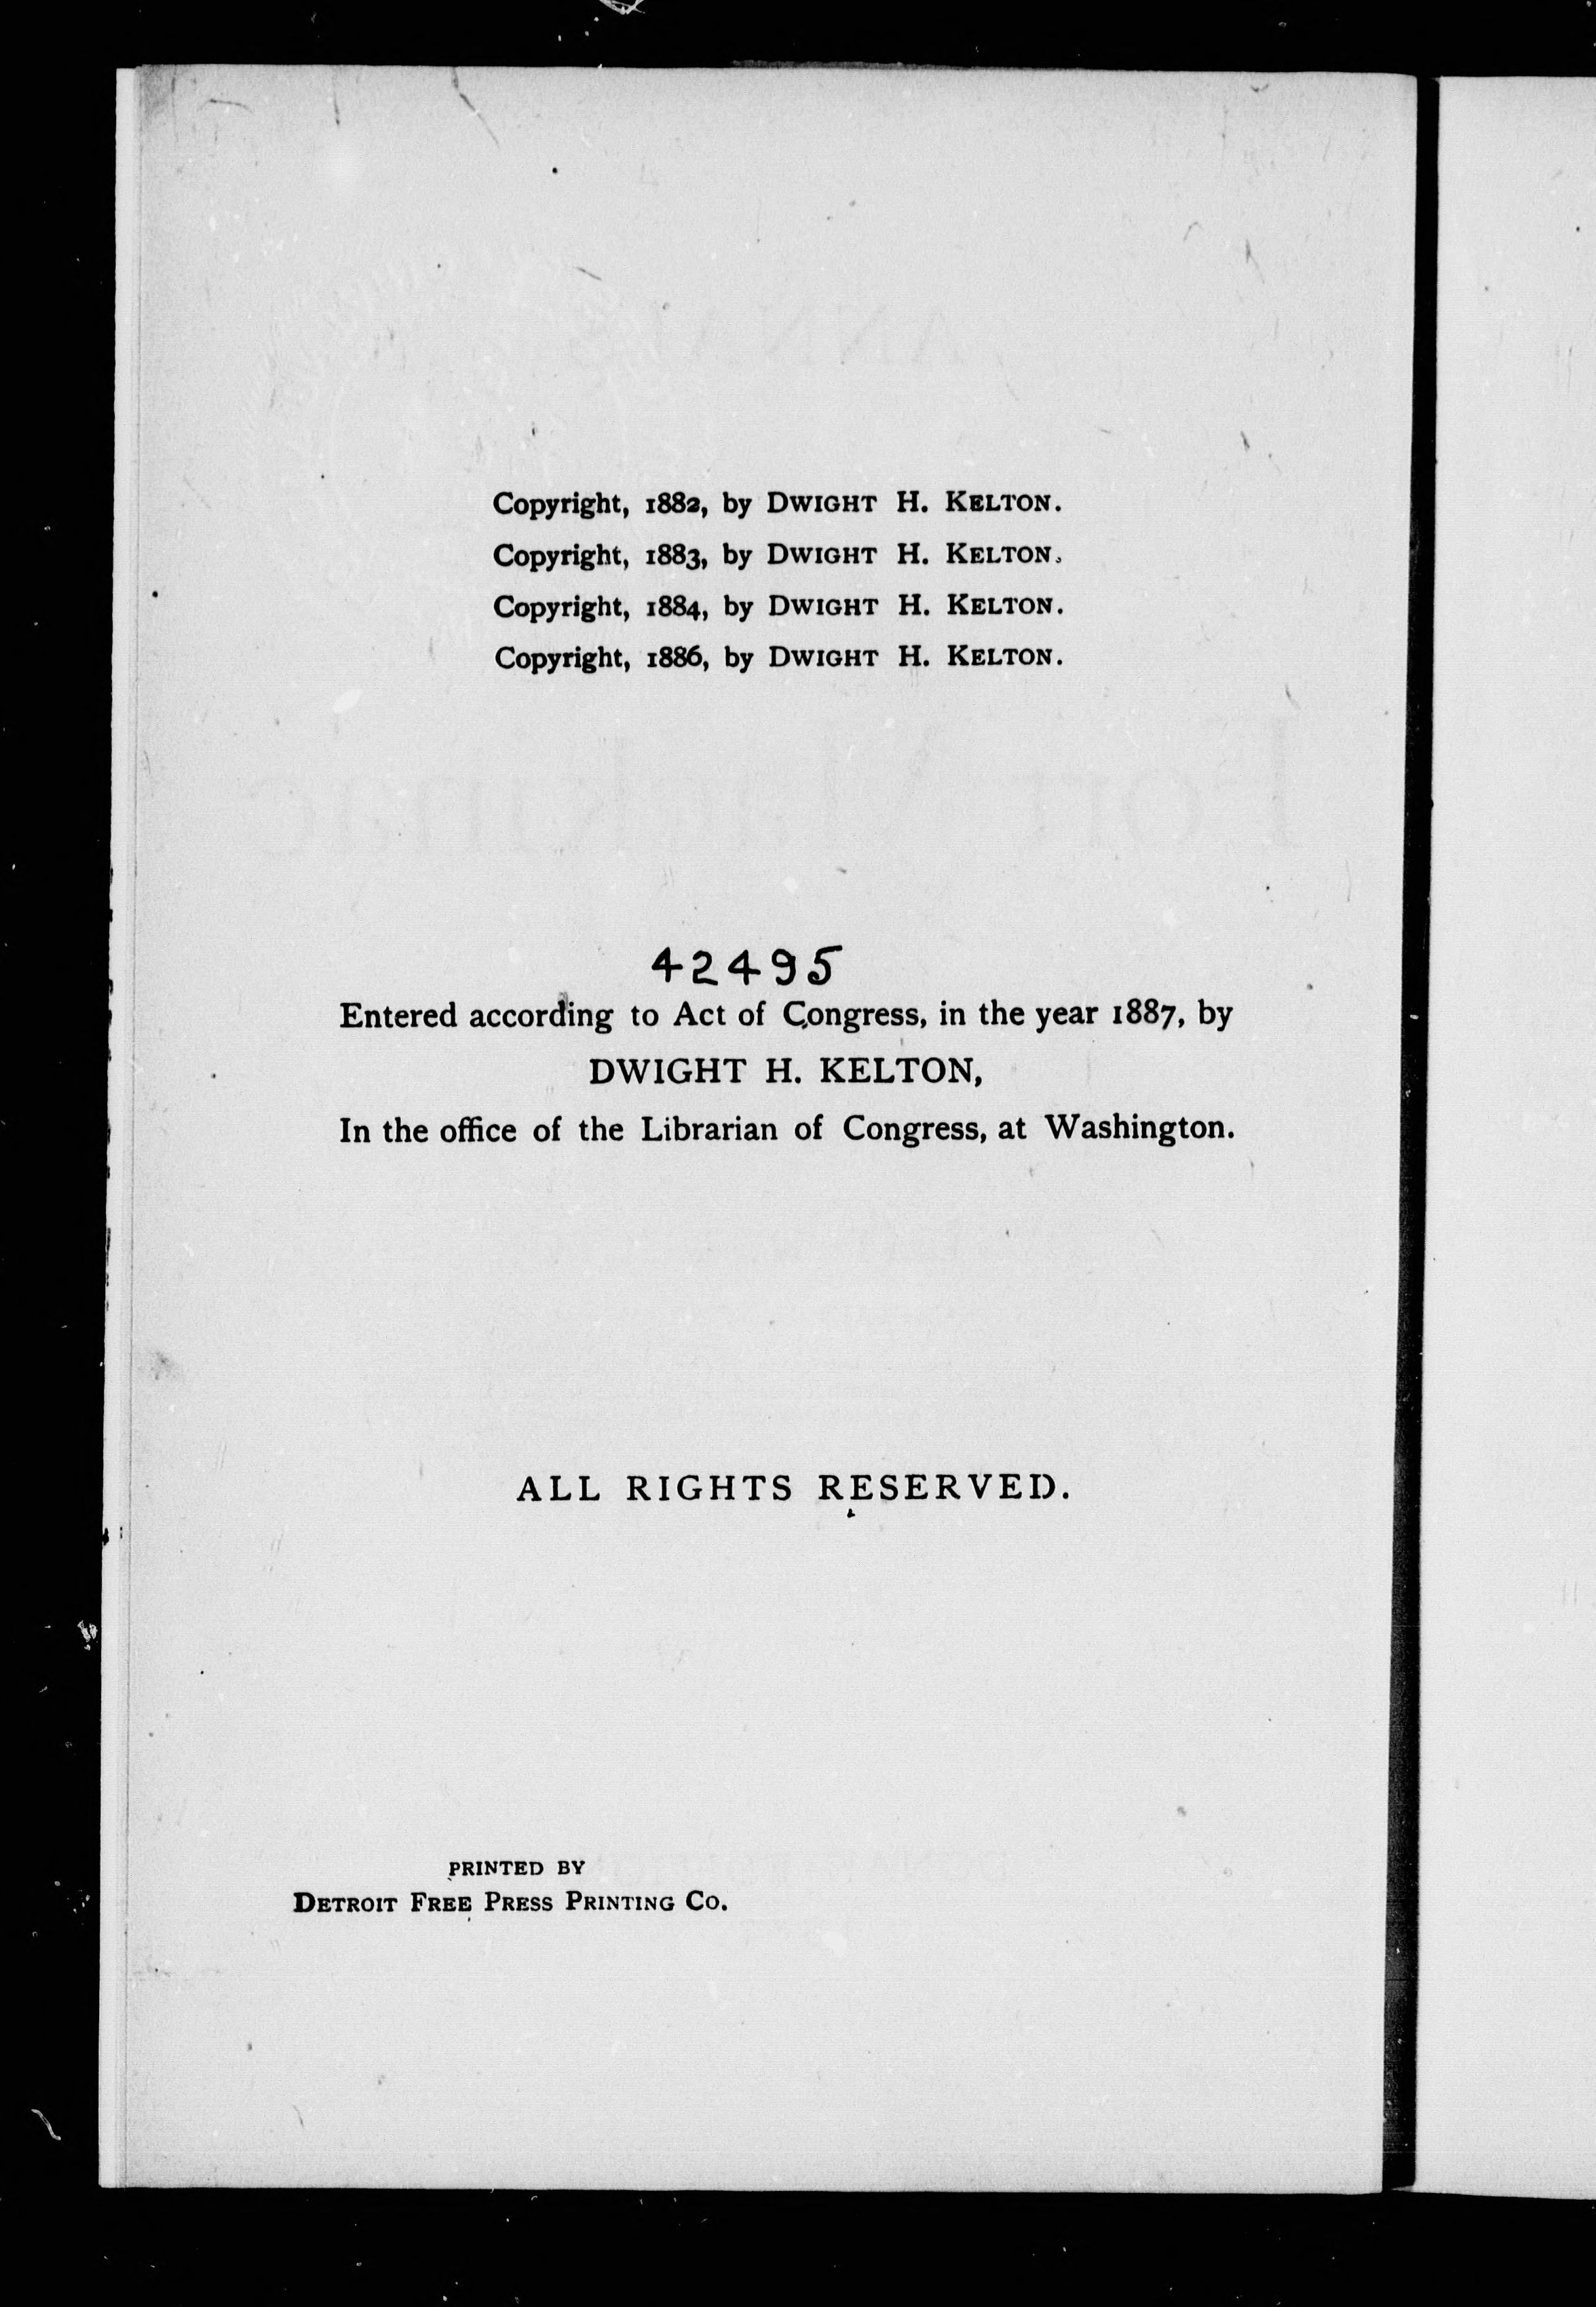 Copyright, 1882, by DWIGHT H. KELTON.
Copyright, 1883, by DWIGHT H. KELTON.
Copyright, 1884, by DWIGHT H. KELTON.
Copyright, 1886, by DWIGHT H. KELTON.
42495
Entered according to Act of Congress, in the year 1887, by
DWIGHT H. KELTON,
In the office of the Librarian of Congress, at Washington.
ALL RIGHTS RESERVED.
PRINTED BY
DETROIT FREE PRESS PRINTING CO.